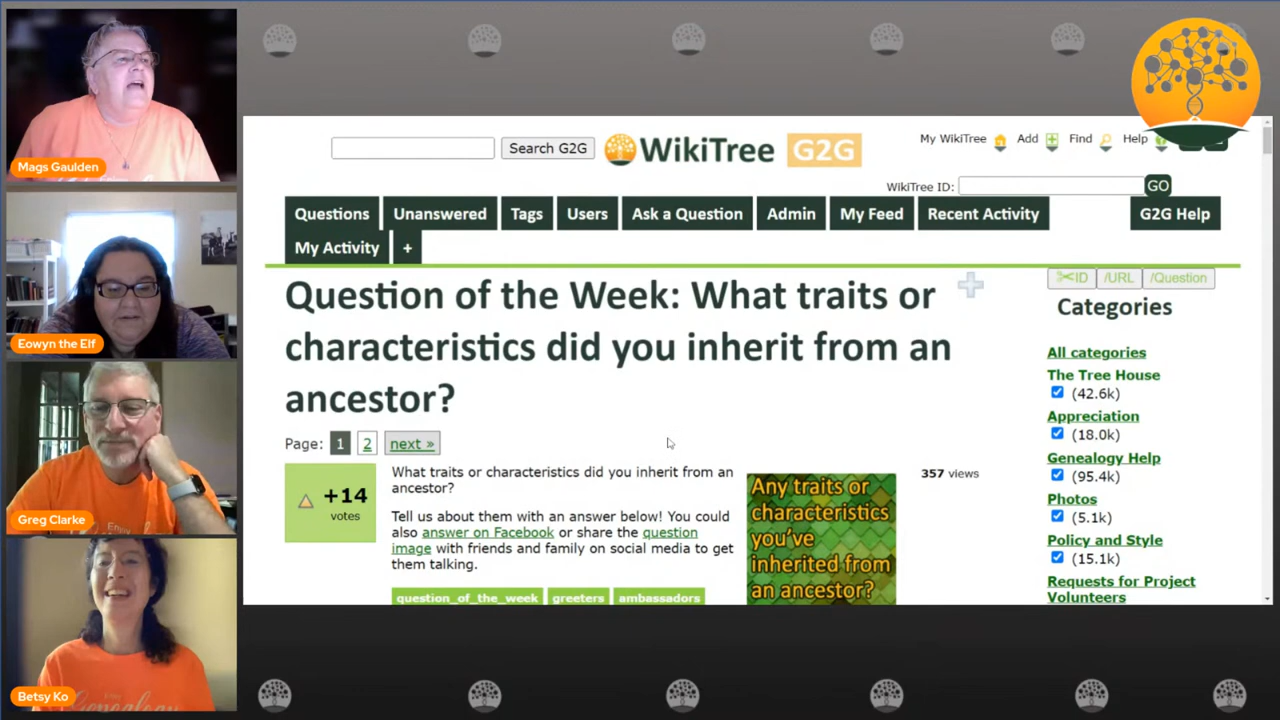 Mags Gaulden
Eowyn the Elf
Greg Clarke
Betsy Ko
Genealogy
Search G2G
WikiTree G2G
My WikiTree
Add
Find
Help
WikiTree ID:
GO
Questions
Unanswered
Tags
Users
Ask a Question
Admin
My Feed
Recent Activity
G2G Help
My Activity
+
Question of the Week: What traits or
characteristics did you inherit from an
ancestor?
Page: 1 2 next »
+14
votes
What traits or characteristics did you inherit from an
ancestor?
Tell us about them with an answer below! You could
also answer on Facebook or share the question
image with friends and family on social media to get
them talking.
question_of_the_week
greeters
ambassadors
Any traits or
characteristics
you've
inherited from
an ancestor?
357 views
ID
/URL
/Question
Categories
All categories
The Tree House
(42.6k)
Appreciation
(18.0k)
Genealogy Help
(95.4k)
Photos
(5.1k)
Policy and Style
(15.1k)
Requests for Project
Volunteers